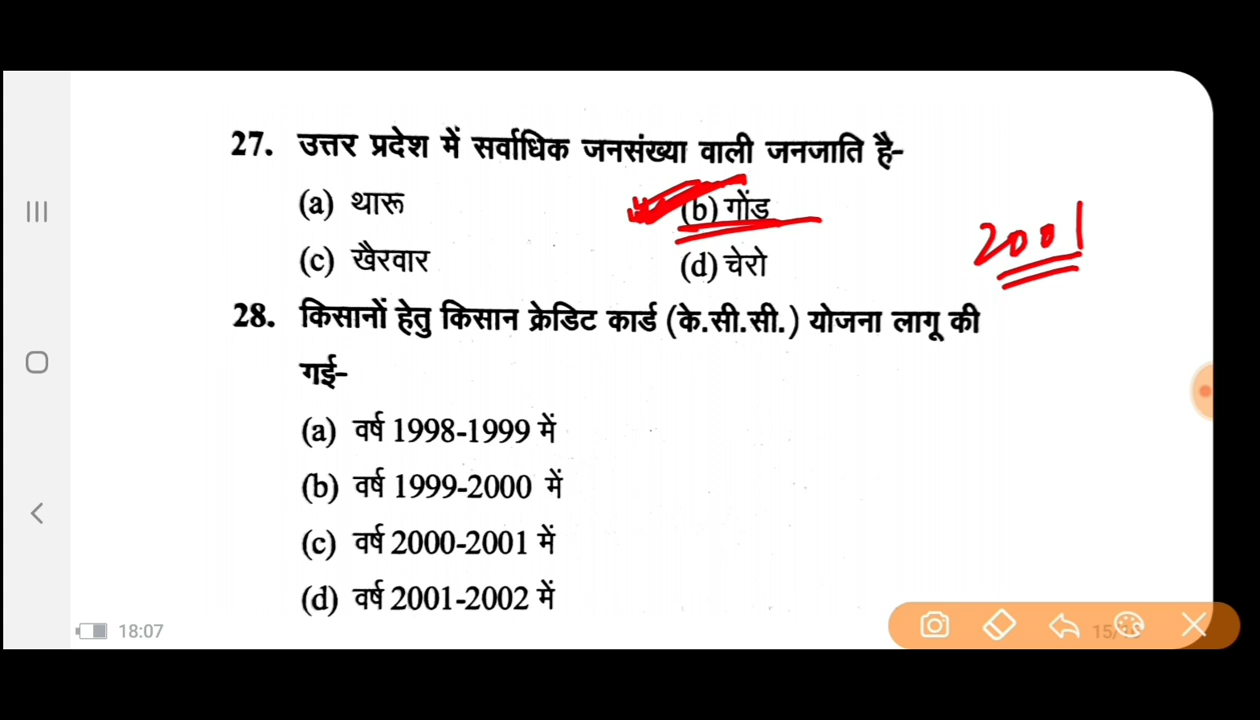 27. उत्तर प्रदेश में सर्वाधिक जनसंख्या वाली जनजाति है-
(a) थारू (b) गोंड
(c) खैरवार (d) चेरो
2001
28. किसानों हेतु किसान क्रेडिट कार्ड (के.सी.सी.) योजना लागू की
गई-
(a) वर्ष 1998-1999 में
(b) वर्ष 1999-2000 में
(c) वर्ष 2000-2001 में
(d) वर्ष 2001-2002 में
18:07